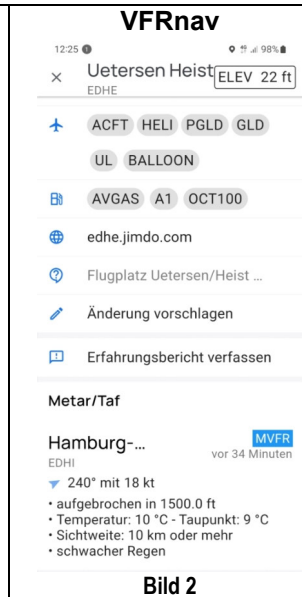 VFRnav
12:25 98%
× Uetersen Heist ELEV 22 ft
EDHE
ACFT HELI PGLD GLD
UL BALLOON
AVGAS A1 OCT100
edhe.jimdo.com
Flugplatz Uetersen/Heist ...
Änderung vorschlagen
Erfahrungsbericht verfassen
Metar/Taf
Hamburg-... MVFR
EDHI vor 34 Minuten
240° mit 18 kt
• aufgebrochen in 1500.0 ft
• Temperatur: 10 °C - Taupunkt: 9 °C
• Sichtweite: 10 km oder mehr
• schwacher Regen
Bild 2